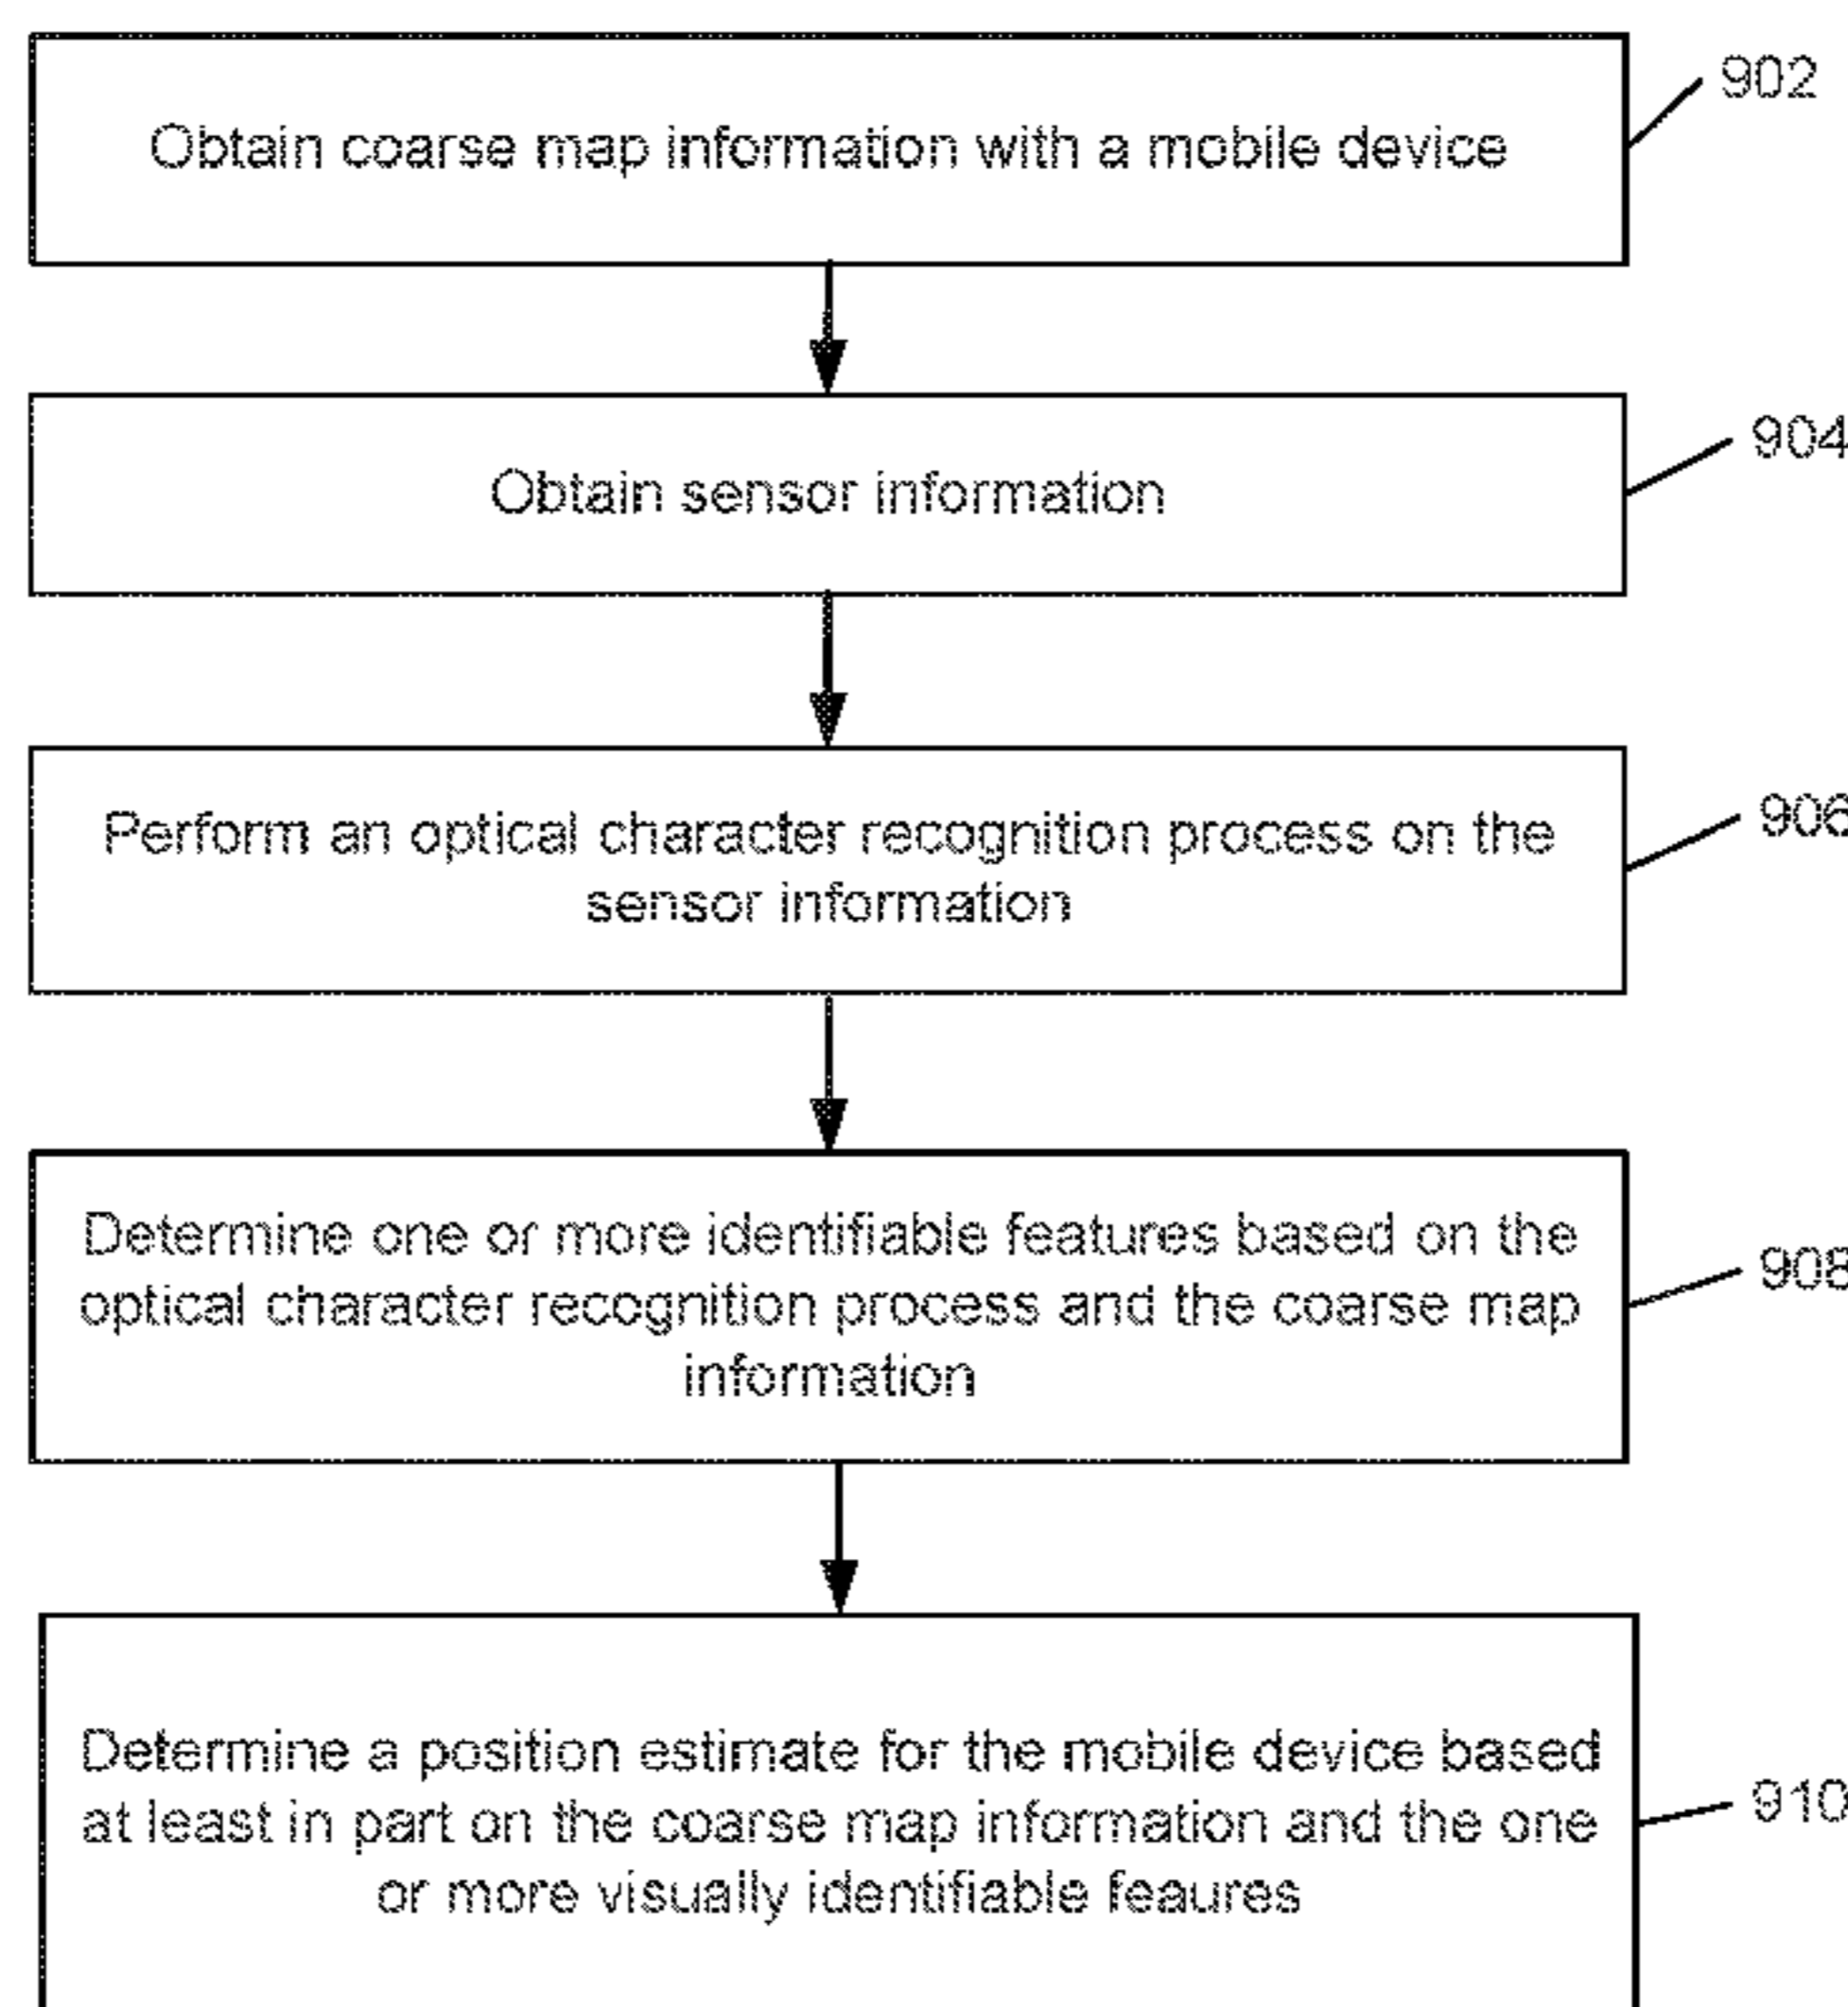 902
Obtain coarse map information with a mobile device
904
Obtain sensor information
906
Perform an optical character recognition process on the
sensor information
908
Determine one or more identifiable features based on the
optical character recognition process and the coarse map
information
910
Determine a position estimate for the mobile device based
at least in part on the coarse map information and the one
or more visually identifiable feaures